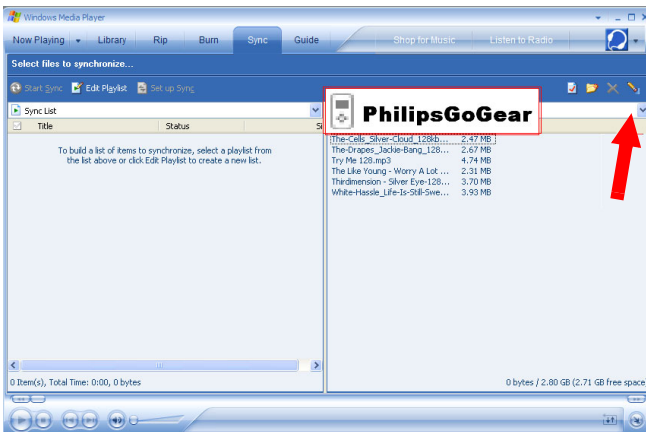 Windows Media Player
Now Playing Library Rip Burn Sync Guide Shop for Music Listen to Radio
Select files to synchronize...
Start Sync Edit Playlist Set up Sync
Sync List
PhilipsGoGear
Title Status Si
To build a list of items to synchronize, select a playlist from
the list above or click Edit Playlist to create a new list.
The-Cells_Silver-Cloud_128kb... 2.47 MB
The-Drapes_Jackie-Bang_128... 2.67 MB
Try Me 128.mp3 4.74 MB
The Like Young - Worry A Lot ... 2.31 MB
Thirdimension - Silver Eye-128... 3.70 MB
White-Hassle_Life-Is-Still-Swe... 3.93 MB
0 Item(s), Total Time: 0:00, 0 bytes
0 bytes / 2.80 GB (2.71 GB free space